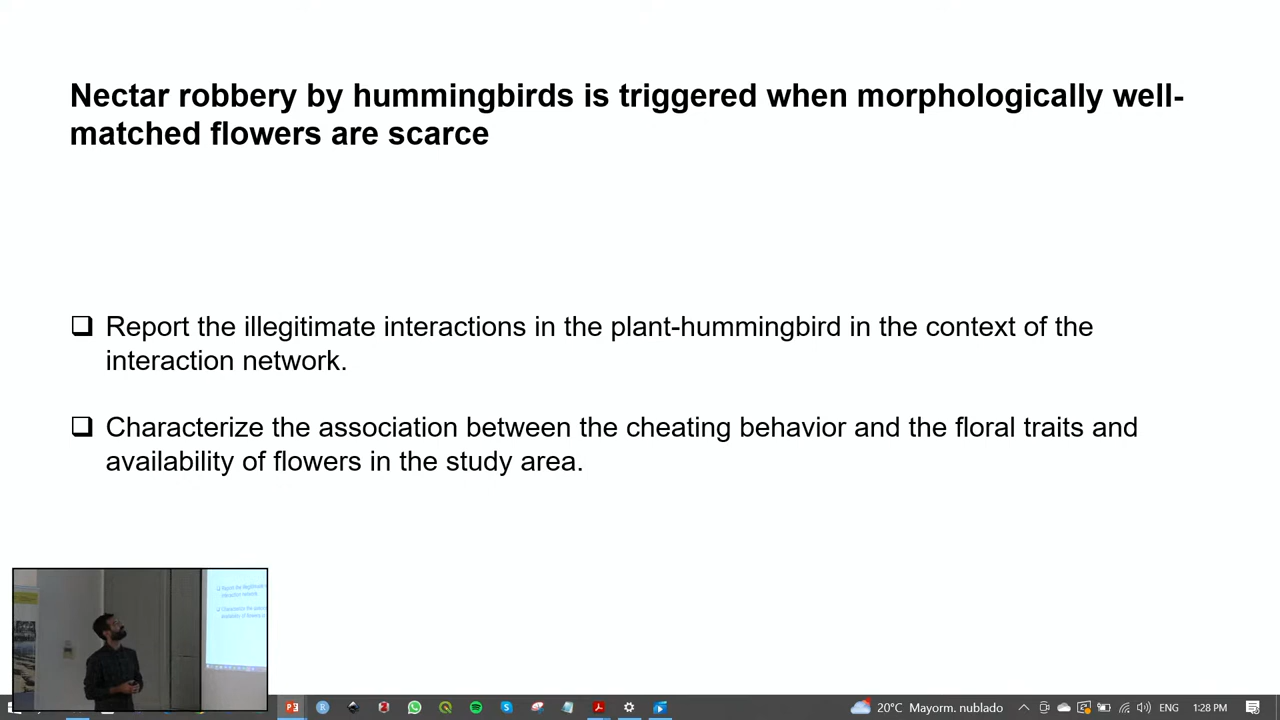 Nectar robbery by hummingbirds is triggered when morphologically well-
matched flowers are scarce
❑ Report the illegitimate interactions in the plant-hummingbird in the context of the
interaction network.
❑ Characterize the association between the cheating behavior and the floral traits and
availability of flowers in the study area.
20°C Mayorm. nublado ENG 1:28 PM